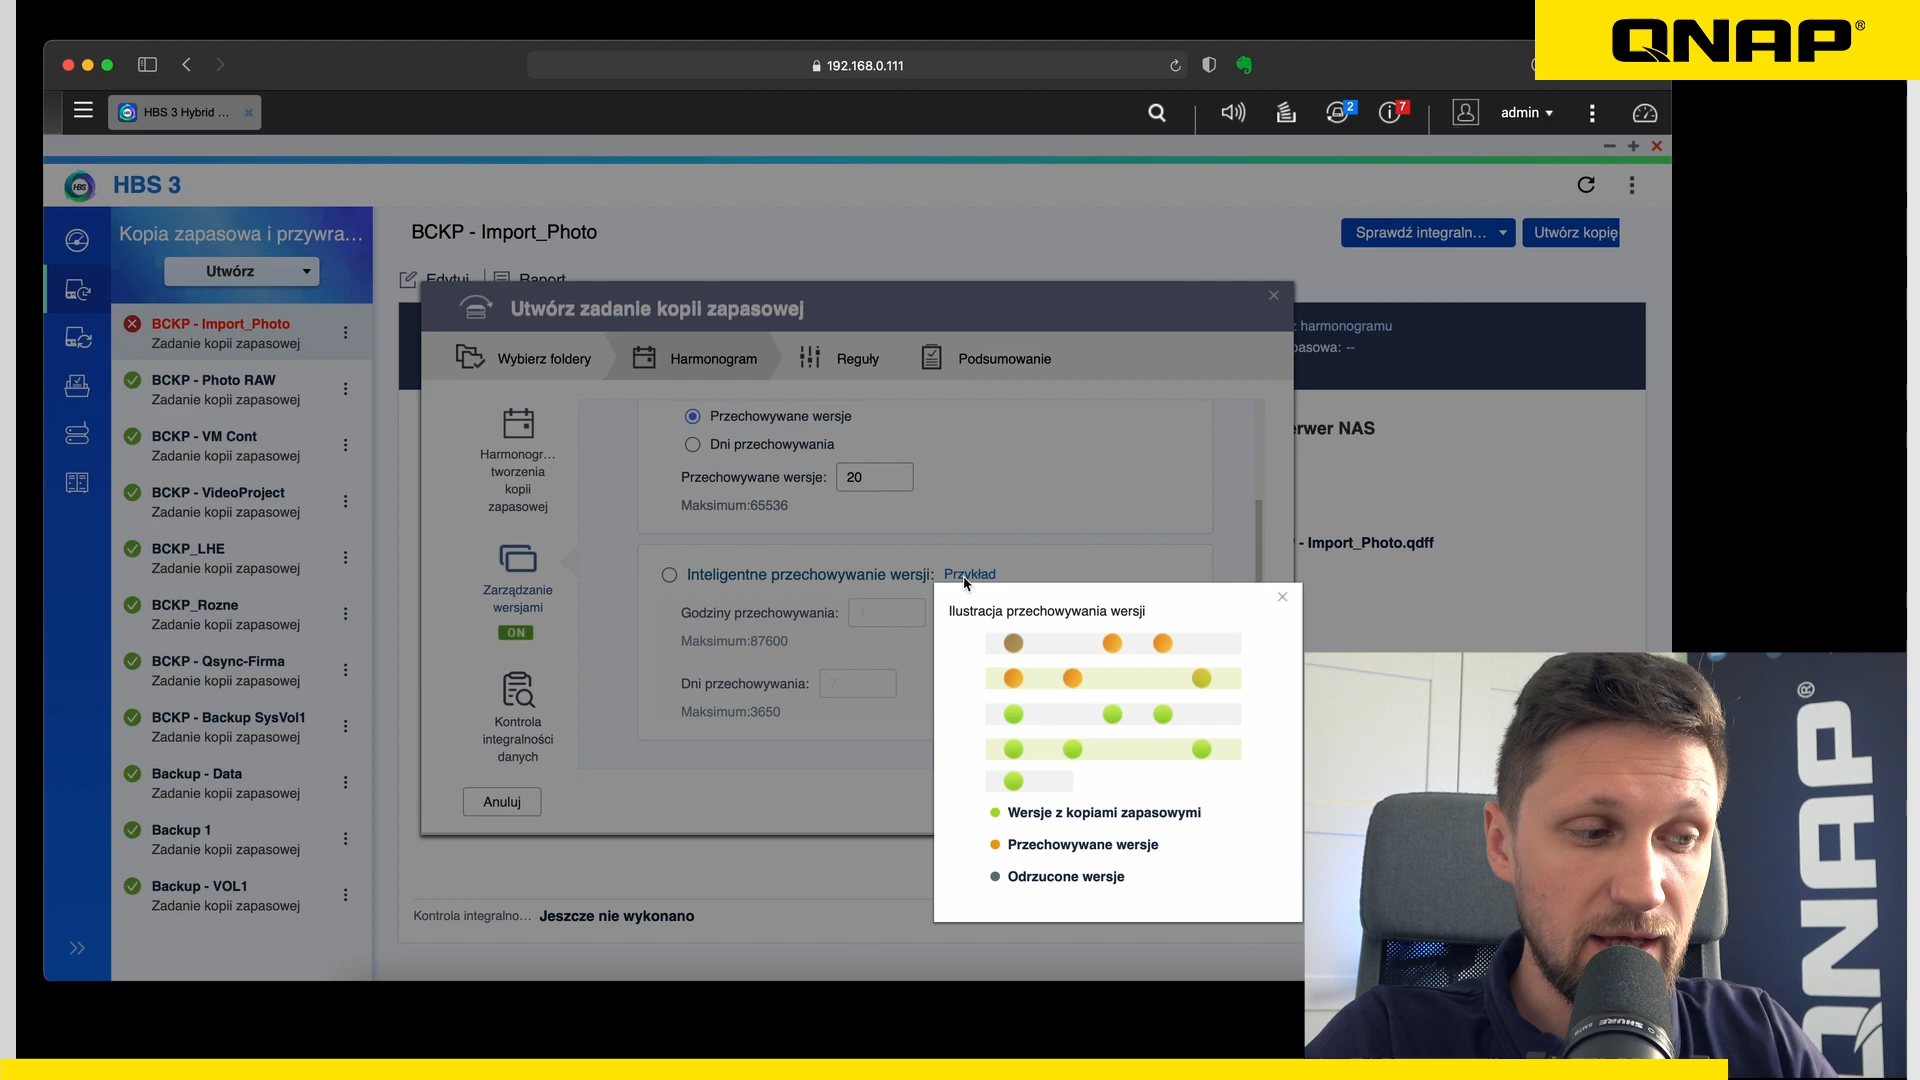 QNAP®
192.168.0.111
HBS 3 Hybrid ...
2
7
admin
HBS
HBS 3
Kopia zapasowa i przywra...
Utwórz
BCKP - Import_Photo
Zadanie kopii zapasowej
BCKP - Photo RAW
Zadanie kopii zapasowej
BCKP - VM Cont
Zadanie kopii zapasowej
BCKP - VideoProject
Zadanie kopii zapasowej
BCKP_LHE
Zadanie kopii zapasowej
BCKP_Rozne
Zadanie kopii zapasowej
BCKP - Qsync-Firma
Zadanie kopii zapasowej
BCKP - Backup SysVol1
Zadanie kopii zapasowej
Backup - Data
Zadanie kopii zapasowej
Backup 1
Zadanie kopii zapasowej
Backup - VOL1
Zadanie kopii zapasowej
BCKP - Import_Photo
Sprawdź integraln...
Utwórz kopię
Edytuj
Raport
harmonogramu
pasowa: --
erwer NAS
- Import_Photo.qdff
Utwórz zadanie kopii zapasowej
Wybierz foldery
Harmonogram
Reguły
Podsumowanie
Harmonogr...
tworzenia
kopii
zapasowej
Zarządzanie
wersjami
ON
Kontrola
integralności
danych
Przechowywane wersje
Dni przechowywania
Przechowywane wersje: 20
Maksimum:65536
Inteligentne przechowywanie wersji: Przykład
Godziny przechowywania: 1
Maksimum:87600
Dni przechowywania: 7
Maksimum:3650
Anuluj
Ilustracja przechowywania wersji
Wersje z kopiami zapasowymi
Przechowywane wersje
Odrzucone wersje
Kontrola integralno... Jeszcze nie wykonano
QNAP®
SHURE